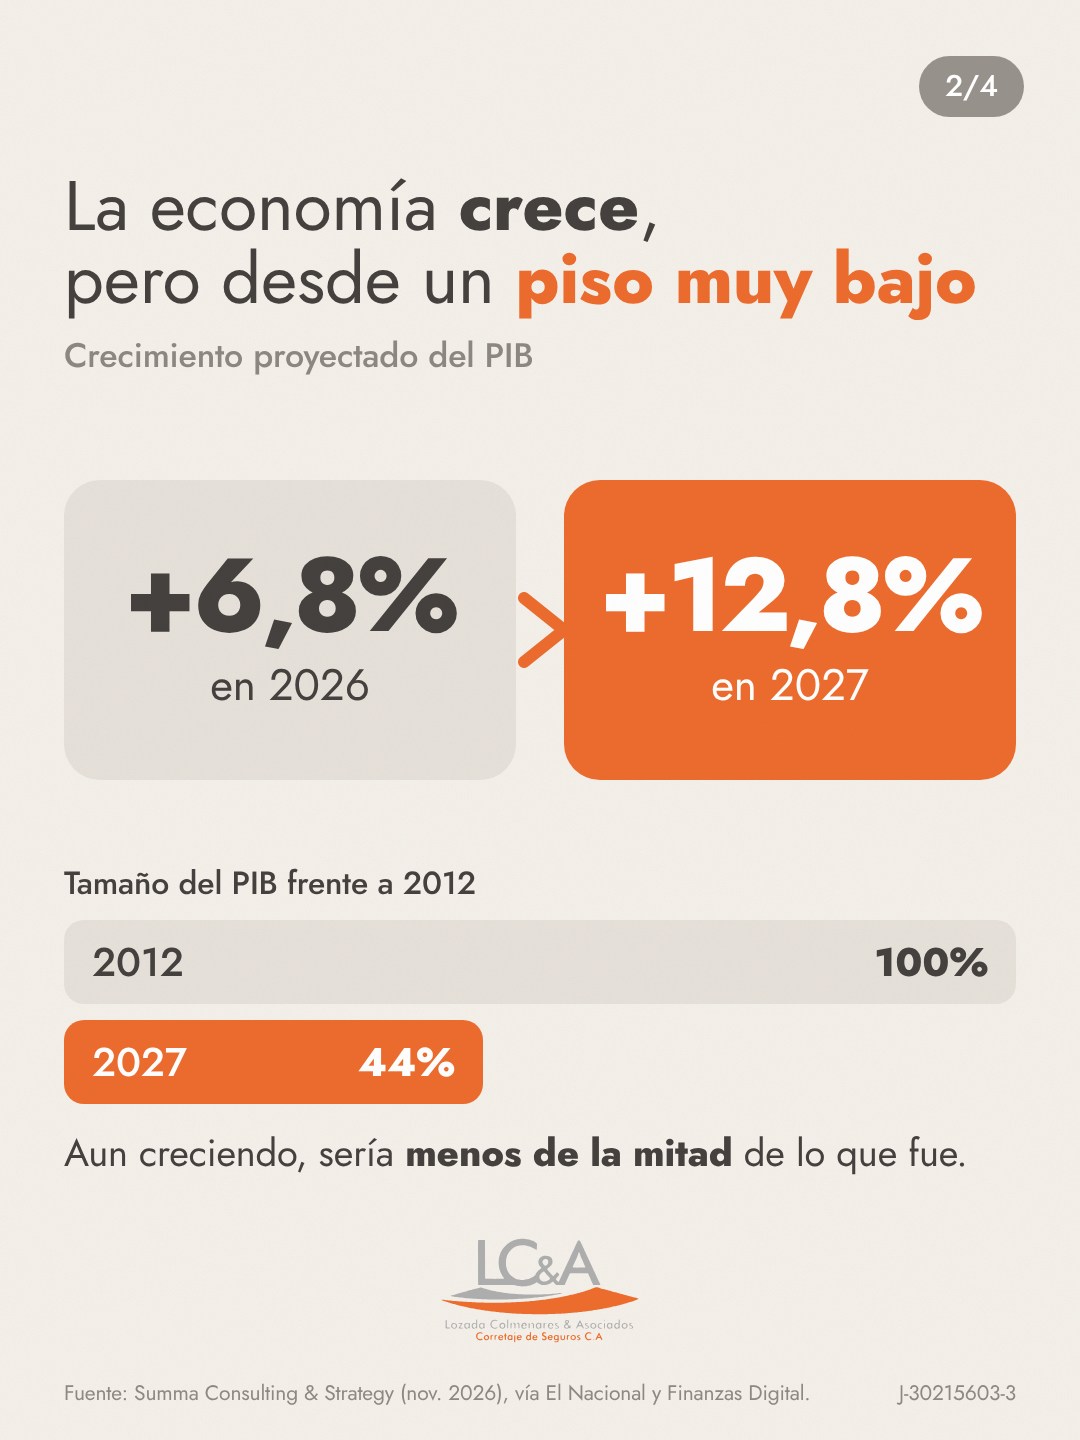 2/4
La economía crece,
pero desde un piso muy bajo
Crecimiento proyectado del PIB
+6,8%
en 2026
+12,8%
en 2027
Tamaño del PIB frente a 2012
2012 100%
2027 44%
Aun creciendo, sería menos de la mitad de lo que fue.
LC&A
Lozada Colmenares & Asociados
Corretaje de Seguros C.A
Fuente: Summa Consulting & Strategy (nov. 2026), vía El Nacional y Finanzas Digital. J-30215603-3